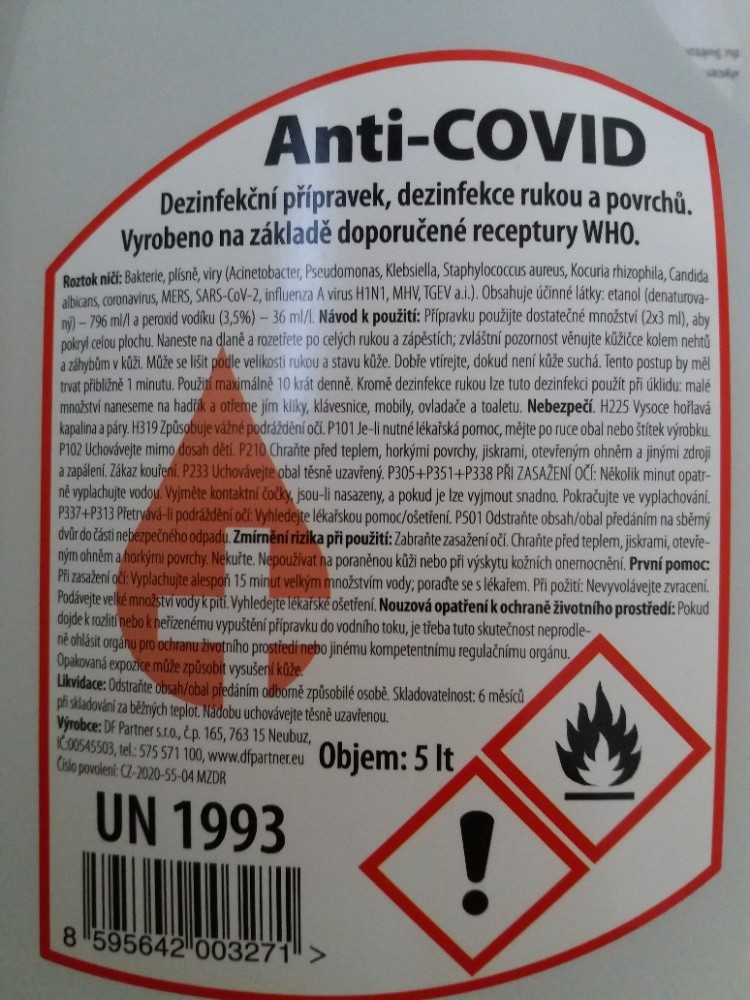 Anti-COVID
Dezinfekční přípravek, dezinfekce rukou a povrchů.
Vyrobeno na základě doporučené receptury WHO.
Roztok ničí: Bakterie, plísně, viry (Acinetobacter, Pseudomonas, Klebsiella, Staphylococcus aureus, Kocuria rhizophila, Candida
albicans, coronavirus, MERS, SARS-CoV-2, influenza A virus H1N1, MHV, TGEV a.i.). Obsahuje účinné látky: etanol (denaturova-
ný) – 796 ml/l a peroxid vodíku (3,5%) – 36 ml/l. Návod k použití: Přípravku použijte dostatečné množství (2x3 ml), aby
pokryl celou plochu. Naneste na dlaně a rozetřete po celých rukou a zápěstích; zvláštní pozornost věnujte kůžičce kolem nehtů
a záhybům v kůži. Může se lišit podle velikosti rukou a stavu kůže. Dobře vtírejte, dokud není kůže suchá. Tento postup by měl
trvat přibližně 1 minutu. Použití maximálně 10 krát denně. Kromě dezinfekce rukou lze tuto dezinfekci použít při úklidu: malé
množství naneseme na hadřík a otřeme jím kliky, klávesnice, mobily, ovladače a toaletu. Nebezpečí. H225 Vysoce hořlavá
kapalina a páry. H319 Způsobuje vážné podráždění očí. P101 Je-li nutné lékařská pomoc, mějte po ruce obal nebo štítek výrobku.
P102 Uchovávejte mimo dosah dětí. P210 Chraňte před teplem, horkými povrchy, jiskrami, otevřeným ohněm a jinými zdroji
a zapálení. Zákaz kouření. P233 Uchovávejte obal těsně uzavřený. P305+P351+P338 PŘI ZASAŽENÍ OČÍ: Několik minut opatr-
ně vyplachujte vodou. Vyjměte kontaktní čočky, jsou-li nasazeny, a pokud je lze vyjmout snadno. Pokračujte ve vyplachování.
P337+P313 Přetrvává-li podráždění očí: Vyhledejte lékařskou pomoc/ošetření. P501 Odstraňte obsah/obal předáním na sběrný
dvůr do části nebezpečného odpadu. Zmírnění rizika při použití: Zabraňte zasažení očí. Chraňte před teplem, jiskrami, otevře-
ným ohněm a horkými povrchy. Nekuřte. Nepoužívat na poraněnou kůži nebo při výskytu kožních onemocnění. První pomoc:
Při zasažení očí: Vyplachujte alespoň 15 minut velkým množstvím vody; poraďte se s lékařem. Při požití: Nevyvolávejte zvracení.
Podávejte velké množství vody k pití. Vyhledejte lékařské ošetření. Nouzová opatření k ochraně životního prostředí: Pokud
dojde k rozlití nebo k neřízenému vypuštění přípravku do vodního toku, je třeba tuto skutečnost neprodle-
ně ohlásit orgánu pro ochranu životního prostředí nebo jinému kompetentnímu regulačnímu orgánu.
Opakovaná expozice může způsobit vysušení kůže.
Likvidace: Odstraňte obsah/obal předáním odborně způsobilé osobě. Skladovatelnost: 6 měsíců
při skladování za běžných teplot. Nádobu uchovávejte těsně uzavřenou.
Výrobce: DF Partner s.r.o., č.p. 165, 763 15 Neubuz,
IČ:00545503, tel.: 575 571 100, www.dfpartner.eu
Číslo povolení: CZ-2020-55-04 MZDR
Objem: 5 lt
UN 1993
8 595642 003271 >